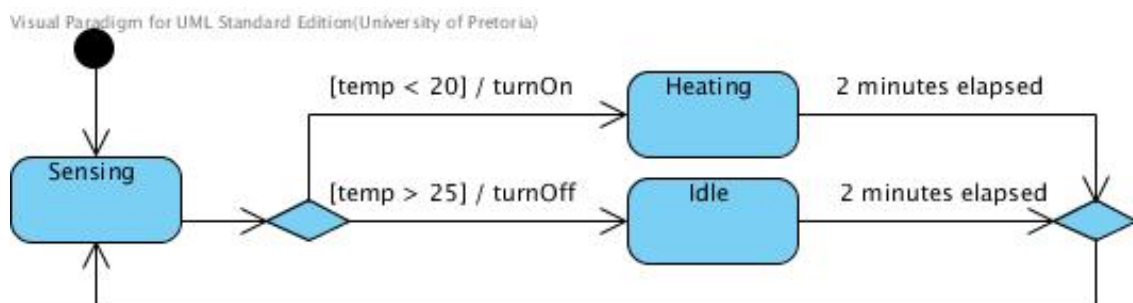 Visual Paradigm for UML Standard Edition(University of Pretoria)
[temp < 20] / turnOn
Heating
2 minutes elapsed
Sensing
[temp > 25] / turnOff
Idle
2 minutes elapsed